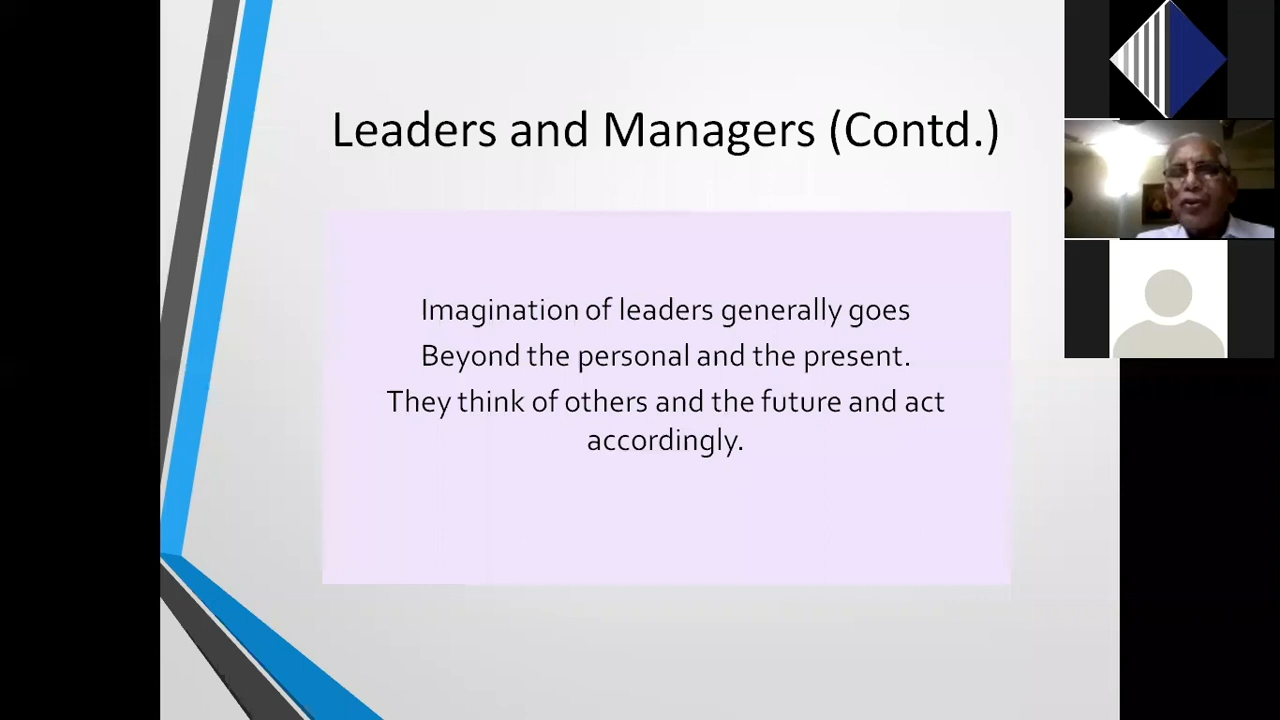 Leaders and Managers (Contd.)
Imagination of leaders generally goes
Beyond the personal and the present.
They think of others and the future and act
accordingly.